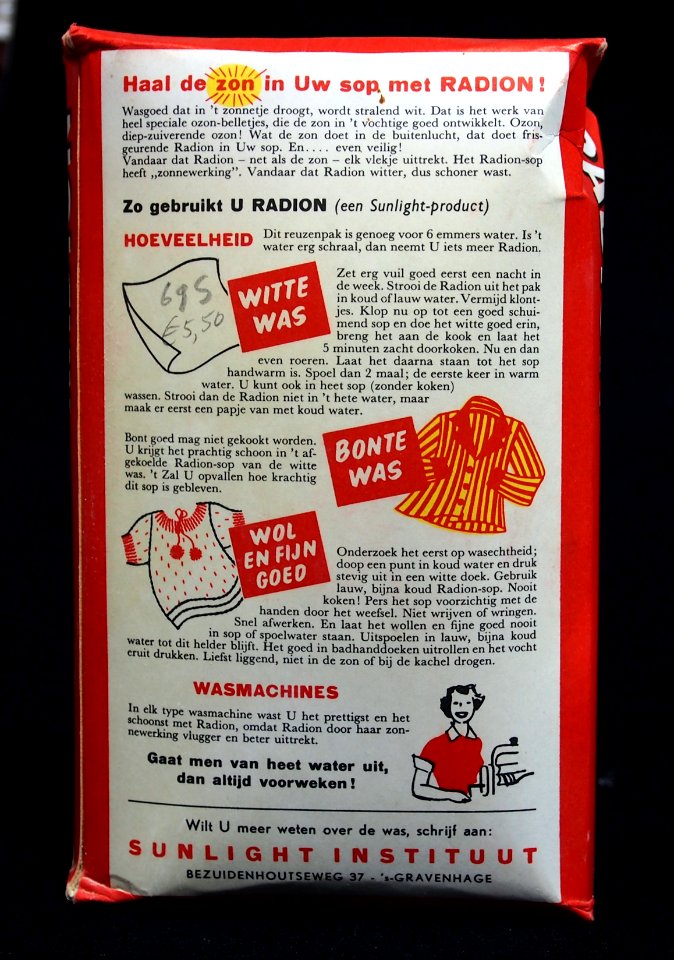 Haal de zon in Uw sop met RADION!
Wasgoed dat in 't zonnetje droogt, wordt stralend wit. Dat is het werk van
heel speciale ozon-belletjes, die de zon in 't vochtige goed ontwikkelt. Ozon,
diep-zuiverende ozon! Wat de zon doet in de buitenlucht, dat doet fris-
geurende Radion in Uw sop. En.... even veilig!
Vandaar dat Radion – net als de zon – elk vlekje uittrekt. Het Radion-sop
heeft „zonnewerking”. Vandaar dat Radion witter, dus schoner wast.
Zo gebruikt U RADION (een Sunlight-product)
HOEVEELHEID
Dit reuzenpak is genoeg voor 6 emmers water. Is 't
water erg schraal, dan neemt U iets meer Radion.
69S
£5,50
WITTE
WAS
Zet erg vuil goed eerst een nacht in
de week. Strooi de Radion uit het pak
in koud of lauw water. Vermijd klont-
jes. Klop nu op tot een goed schui-
mend sop en doe het witte goed erin,
breng het aan de kook en laat het
5 minuten zacht doorkoken. Nu en dan
even roeren. Laat het daarna staan tot het sop
handwarm is. Spoel dan 2 maal; de eerste keer in warm
water. U kunt ook in heet sop (zonder koken)
wassen. Strooi dan de Radion niet in 't hete water, maar
maak er eerst een papje van met koud water.
Bont goed mag niet gekookt worden.
U krijgt het prachtig schoon in 't af-
gekoelde Radion-sop van de witte
was. 't Zal U opvallen hoe krachtig
dit sop is gebleven.
BONTE
WAS
WOL
EN FIJN
GOED
Onderzoek het eerst op wasechtheid;
doop een punt in koud water en druk
stevig uit in een witte doek. Gebruik
lauw, bijna koud Radion-sop. Nooit
koken! Pers het sop voorzichtig met de
handen door het weefsel. Niet wrijven of wringen.
Snel afwerken. En laat het wollen en fijne goed nooit
in sop of spoelwater staan. Uitspoelen in lauw, bijna koud
water tot dit helder blijft. Het goed in badhanddoeken uitrollen en het vocht
eruit drukken. Liefst liggend, niet in de zon of bij de kachel drogen.
WASMACHINES
In elk type wasmachine wast U het prettigst en het
schoonst met Radion, omdat Radion door haar zon-
newerking vlugger en beter uittrekt.
Gaat men van heet water uit,
dan altijd voorweken!
Wilt U meer weten over de was, schrijf aan:
SUNLIGHT INSTITUUT
BEZUIDENHOUTSEWEG 37 - 's-GRAVENHAGE